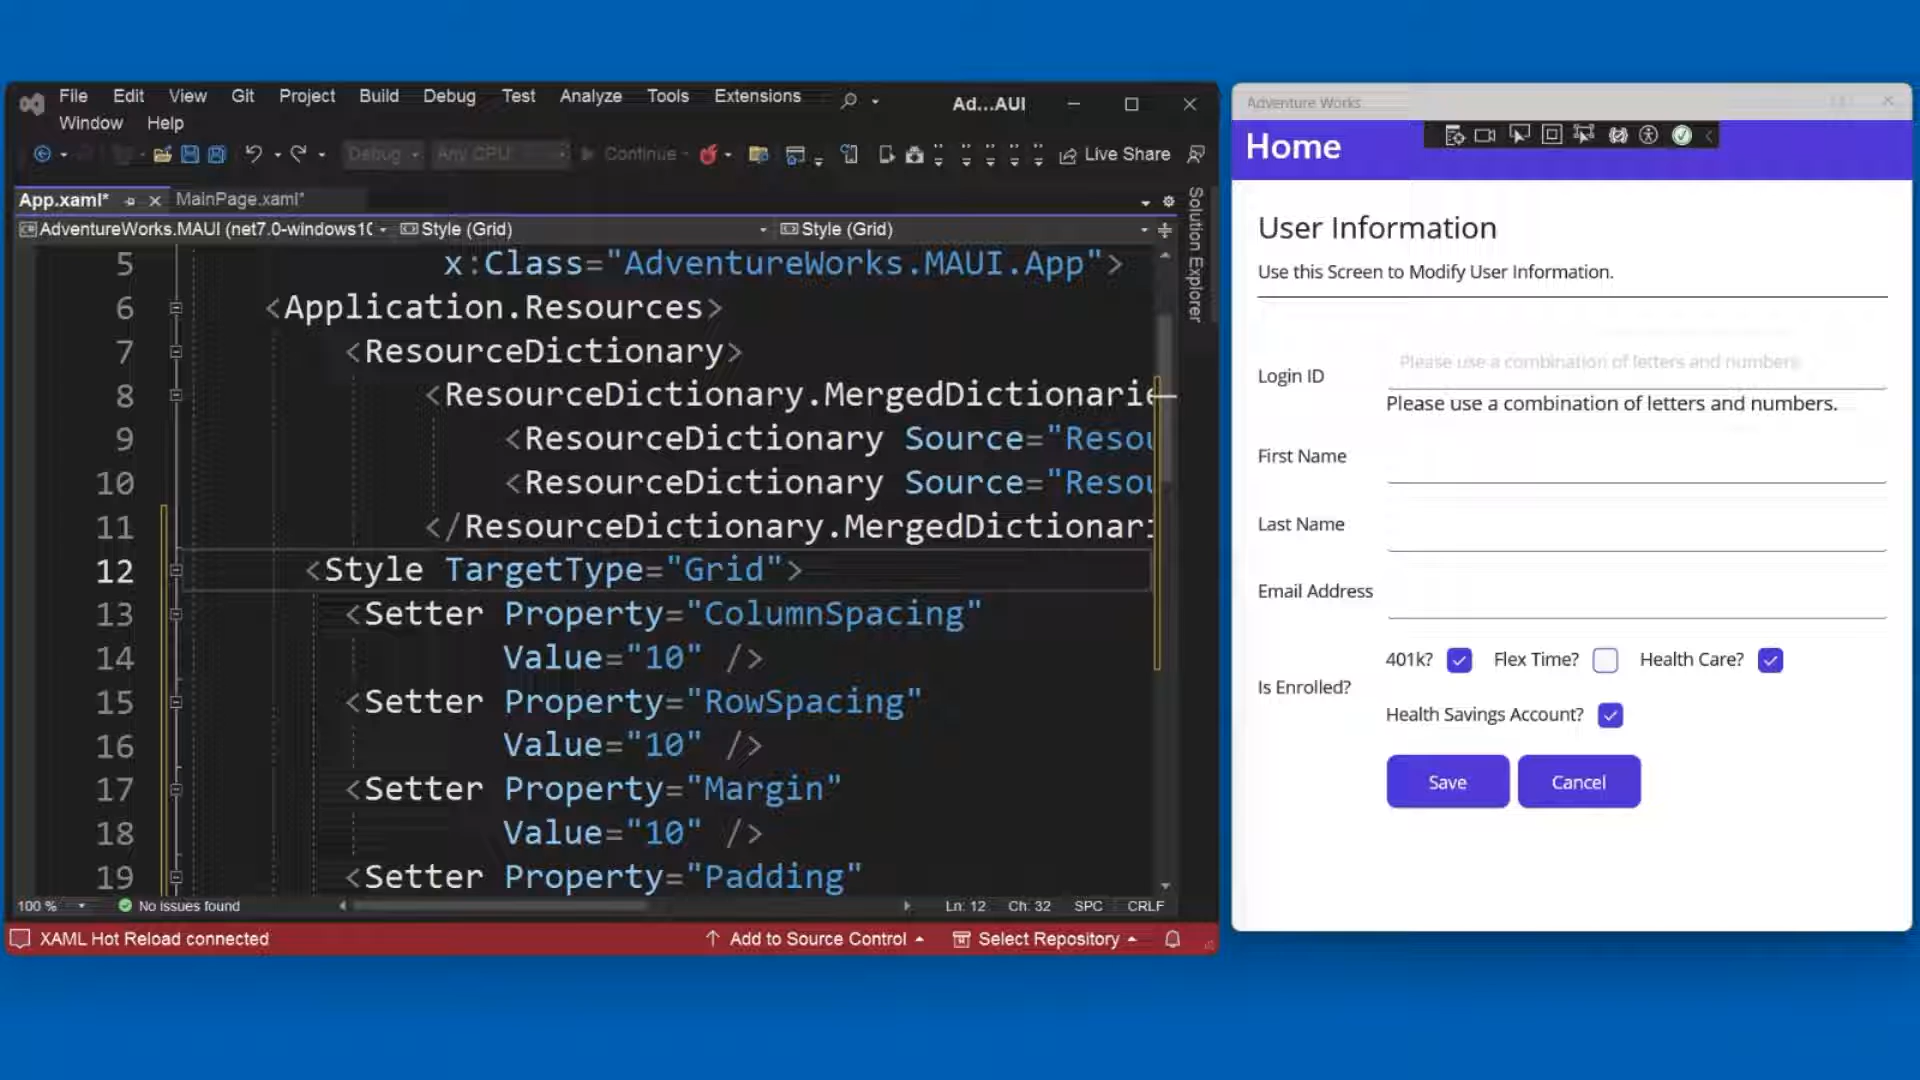 File Edit View Git Project Build Debug Test Analyze Tools Extensions
Ad...AUI
Window Help
Debug Any CPU Continue Live Share
App.xaml* MainPage.xaml*
AdventureWorks.MAUI (net7.0-windows10 Style (Grid) Style (Grid)
Solution Explorer
5 x:Class="AdventureWorks.MAUI.App">
6 <Application.Resources>
7 <ResourceDictionary>
8 <ResourceDictionary.MergedDictionarie
9 <ResourceDictionary Source="Resou
10 <ResourceDictionary Source="Resou
11 </ResourceDictionary.MergedDictionari
12 <Style TargetType="Grid">
13 <Setter Property="ColumnSpacing"
14 Value="10" />
15 <Setter Property="RowSpacing"
16 Value="10" />
17 <Setter Property="Margin"
18 Value="10" />
19 <Setter Property="Padding"
100 % No issues found Ln: 12 Ch: 32 SPC CRLF
XAML Hot Reload connected Add to Source Control Select Repository
Adventure Works
Home
User Information
Use this Screen to Modify User Information.
Login ID Please use a combination of letters and numbers
Please use a combination of letters and numbers.
First Name
Last Name
Email Address
401k? Flex Time? Health Care?
Is Enrolled?
Health Savings Account?
Save Cancel